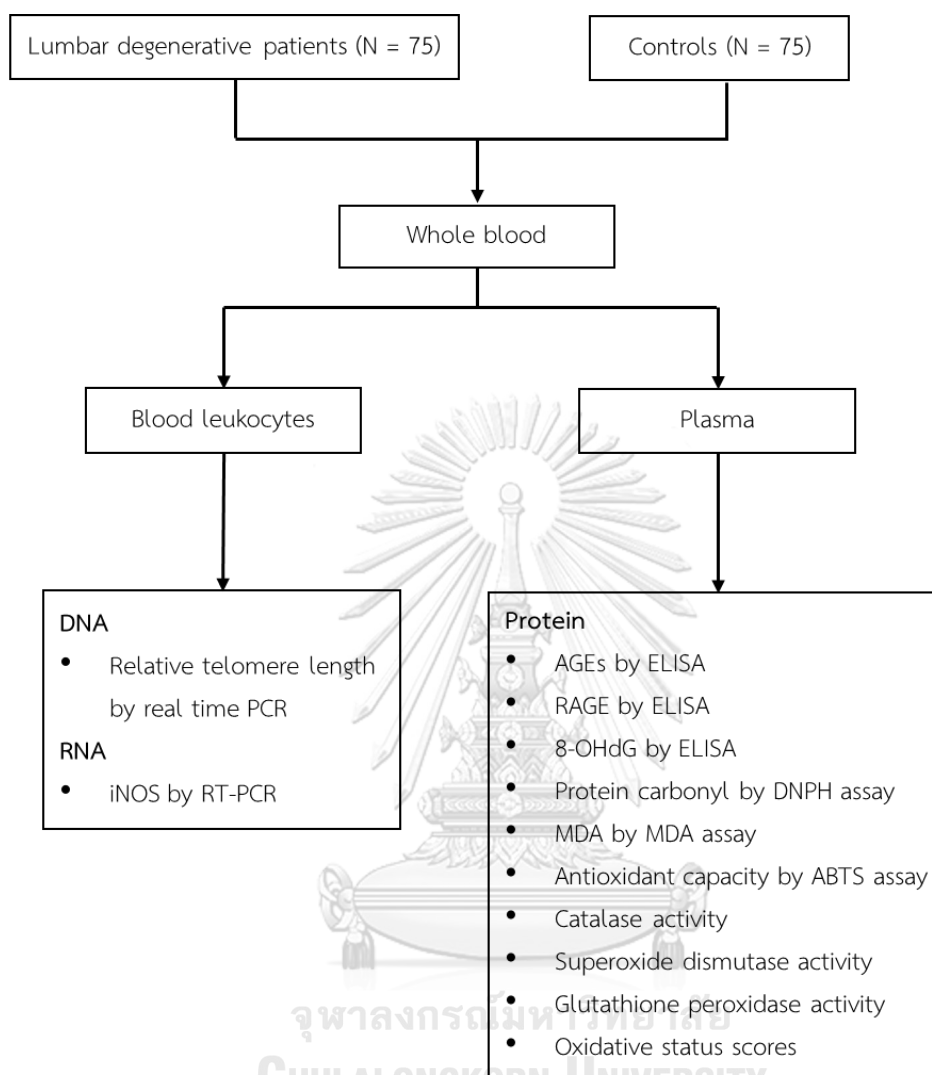 Lumbar degenerative patients (N = 75)
Controls (N = 75)
Whole blood
Blood leukocytes
Plasma
DNA
• Relative telomere length
by real time PCR
RNA
• iNOS by RT-PCR
Protein
• AGEs by ELISA
• RAGE by ELISA
• 8-OHdG by ELISA
• Protein carbonyl by DNPH assay
• MDA by MDA assay
• Antioxidant capacity by ABTS assay
• Catalase activity
• Superoxide dismutase activity
• Glutathione peroxidase activity
• Oxidative status scores
จุฬาลงกรณ์มหาวิทยาลัย
CHULALONGKORN UNIVERSITY